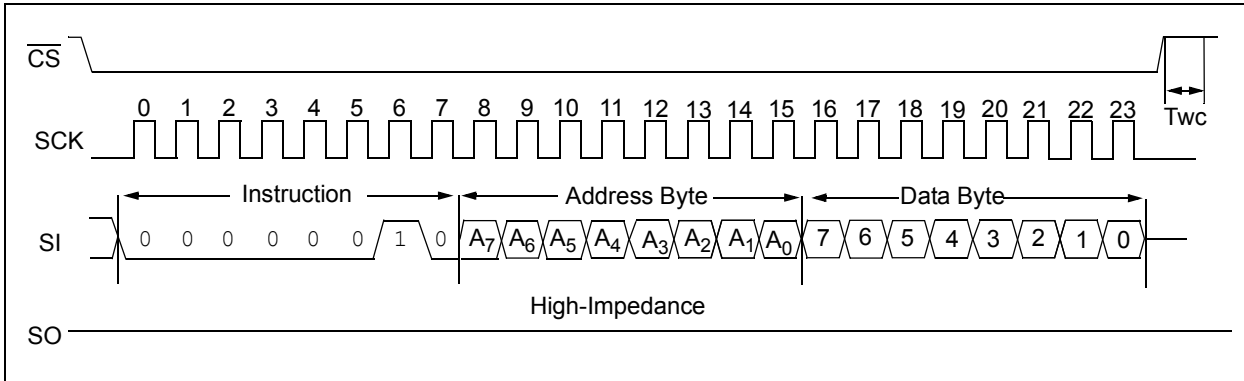 CS
0 1 2 3 4 5 6 7 8 9 10 11 12 13 14 15 16 17 18 19 20 21 22 23
Twc
SCK
Instruction Address Byte Data Byte
SI 0 0 0 0 0 0 1 0 A7 A6 A5 A4 A3 A2 A1 A0 7 6 5 4 3 2 1 0
High-Impedance
SO